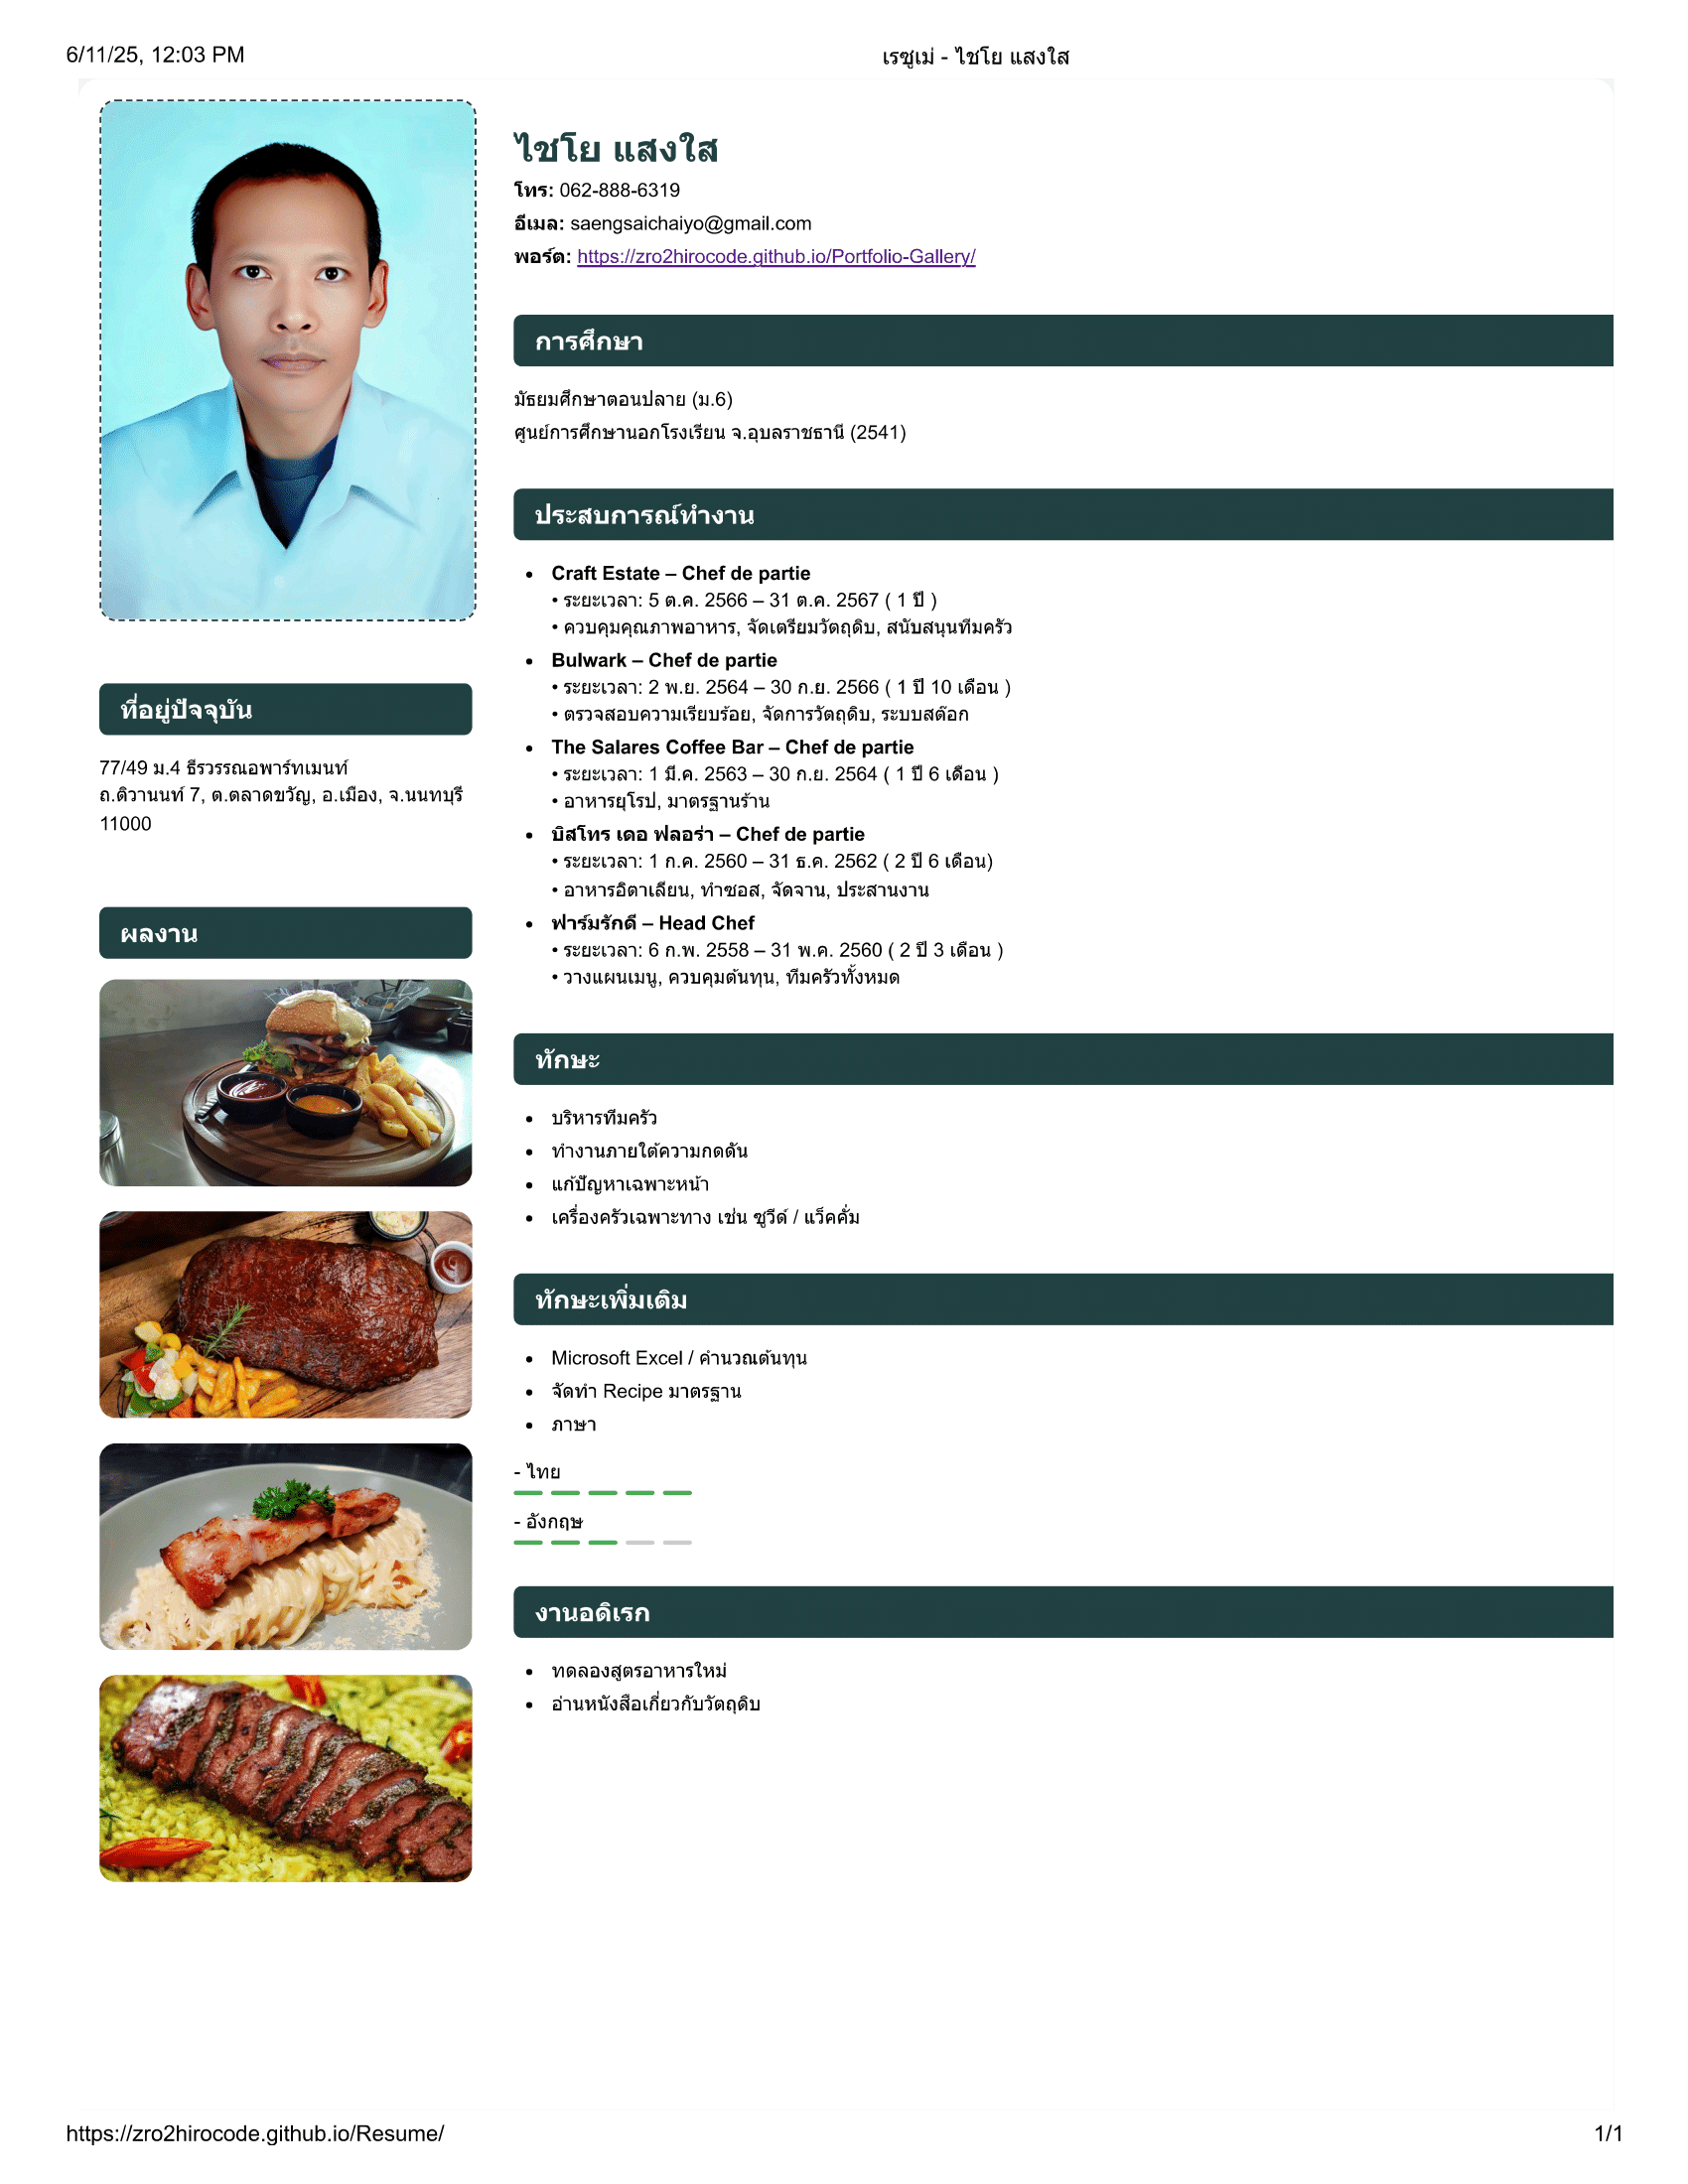 6/11/25, 12:03 PM
เรซูเม่ - ไชโย แสงใส
ไชโย แสงใส
โทร: 062-888-6319
อีเมล: saengsaichaiyo@gmail.com
พอร์ต: https://zro2hirocode.github.io/Portfolio-Gallery/
การศึกษา
มัธยมศึกษาตอนปลาย (ม.6)
ศูนย์การศึกษานอกโรงเรียน จ.อุบลราชธานี (2541)
ประสบการณ์ทำงาน
Craft Estate – Chef de partie
• ระยะเวลา: 5 ต.ค. 2566 – 31 ต.ค. 2567 ( 1 ปี )
• ควบคุมคุณภาพอาหาร, จัดเตรียมวัตถุดิบ, สนับสนุนทีมครัว
Bulwark – Chef de partie
• ระยะเวลา: 2 พ.ย. 2564 – 30 ก.ย. 2566 ( 1 ปี 10 เดือน )
• ตรวจสอบความเรียบร้อย, จัดการวัตถุดิบ, ระบบสต๊อก
The Salares Coffee Bar – Chef de partie
• ระยะเวลา: 1 มี.ค. 2563 – 30 ก.ย. 2564 ( 1 ปี 6 เดือน )
• อาหารยุโรป, มาตรฐานร้าน
บิสโทร เดอ ฟลอร่า – Chef de partie
• ระยะเวลา: 1 ก.ค. 2560 – 31 ธ.ค. 2562 ( 2 ปี 6 เดือน)
• อาหารอิตาเลียน, ทำซอส, จัดจาน, ประสานงาน
ฟาร์มรักดี – Head Chef
• ระยะเวลา: 6 ก.พ. 2558 – 31 พ.ค. 2560 ( 2 ปี 3 เดือน )
• วางแผนเมนู, ควบคุมต้นทุน, ทีมครัวทั้งหมด
ทักษะ
บริหารทีมครัว
ทำงานภายใต้ความกดดัน
แก้ปัญหาเฉพาะหน้า
เครื่องครัวเฉพาะทาง เช่น ซูวีด์ / แว็คคั่ม
ทักษะเพิ่มเติม
Microsoft Excel / คำนวณต้นทุน
จัดทำ Recipe มาตรฐาน
ภาษา
- ไทย
- อังกฤษ
งานอดิเรก
ทดลองสูตรอาหารใหม่
อ่านหนังสือเกี่ยวกับวัตถุดิบ
ที่อยู่ปัจจุบัน
77/49 ม.4 ธีรวรรณอพาร์ทเมนท์
ถ.ติวานนท์ 7, ต.ตลาดขวัญ, อ.เมือง, จ.นนทบุรี
11000
ผลงาน
https://zro2hirocode.github.io/Resume/
1/1